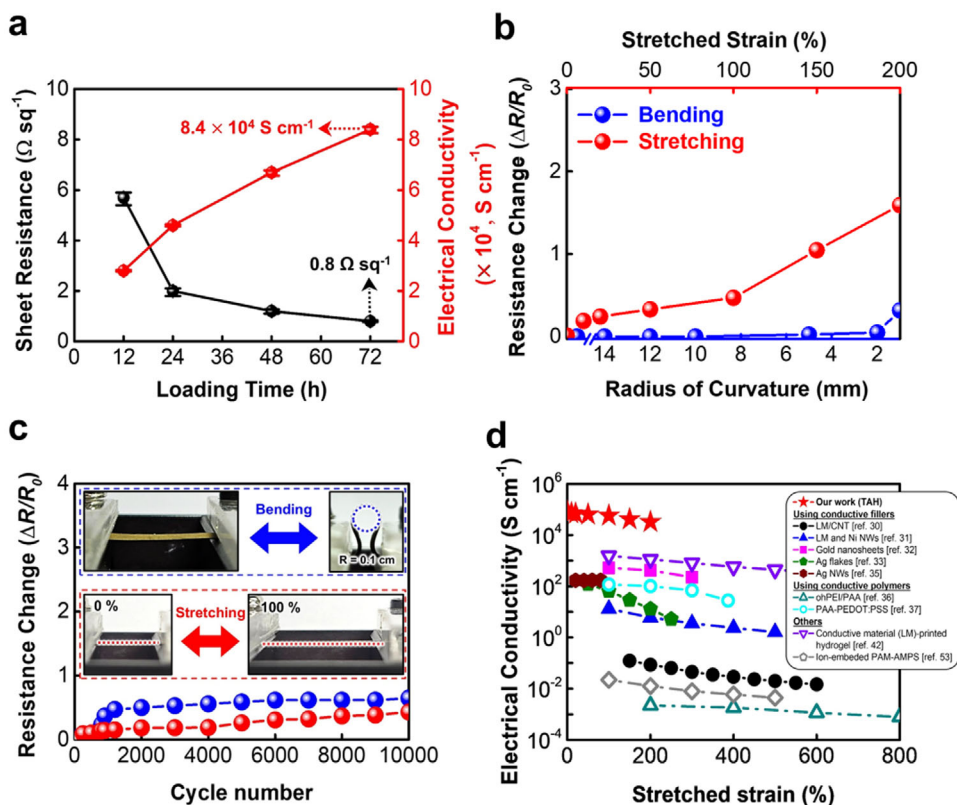 a
Sheet Resistance (Ω sq⁻¹)
10
8
6
4
2
0
8.4 × 10⁴ S cm⁻¹
0.8 Ω sq⁻¹
10
8
6
4
2
0
Electrical Conductivity
(× 10⁴, S cm⁻¹)
0 12 24 36 48 60 72
Loading Time (h)
b
Stretched Strain (%)
0 50 100 150 200
Resistance Change (ΔR/R₀)
3
2
1
0
Bending
Stretching
14 12 10 8 6 4 2
Radius of Curvature (mm)
c
Resistance Change (ΔR/R₀)
4
3
2
1
0
Bending
R = 0.1 cm
0 %
Stretching
100 %
0 2000 4000 6000 8000 10000
Cycle number
d
Electrical Conductivity (S cm⁻¹)
10⁶
10⁴
10²
10⁰
10⁻²
10⁻⁴
Our work (TAH)
Using conductive fillers
LM/CNT [ref. 30]
LM and Ni NWs [ref. 31]
Gold nanosheets [ref. 32]
Ag flakes [ref. 33]
Ag NWs [ref. 35]
Using conductive polymers
ohPEI/PAA [ref. 36]
PAA-PEDOT:PSS [ref. 37]
Others
Conductive material (LM)-printed
hydrogel [ref. 42]
Ion-embeded PAM-AMPS [ref. 53]
0 200 400 600 800
Stretched strain (%)